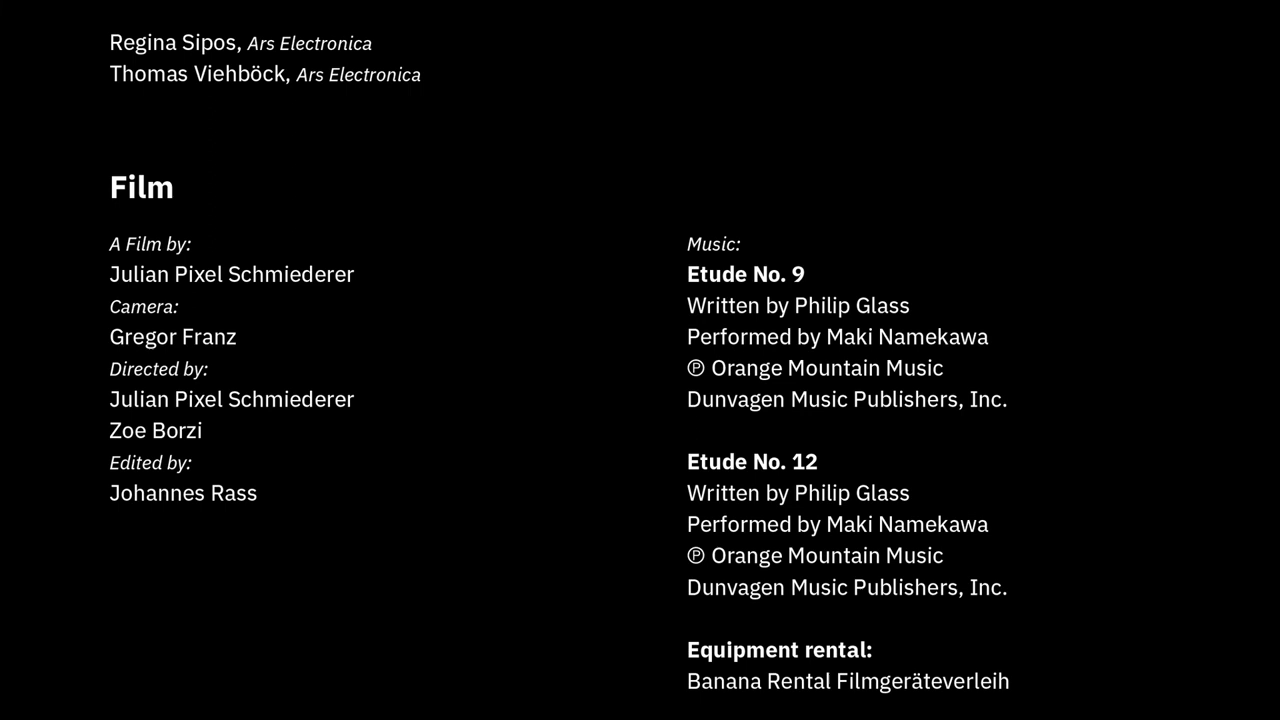 Regina Sipos, Ars Electronica
Thomas Viehböck, Ars Electronica
Film
A Film by:
Julian Pixel Schmiederer
Camera:
Gregor Franz
Directed by:
Julian Pixel Schmiederer
Zoe Borzi
Edited by:
Johannes Rass
Music:
Etude No. 9
Written by Philip Glass
Performed by Maki Namekawa
℗ Orange Mountain Music
Dunvagen Music Publishers, Inc.
Etude No. 12
Written by Philip Glass
Performed by Maki Namekawa
℗ Orange Mountain Music
Dunvagen Music Publishers, Inc.
Equipment rental:
Banana Rental Filmgeräteverleih